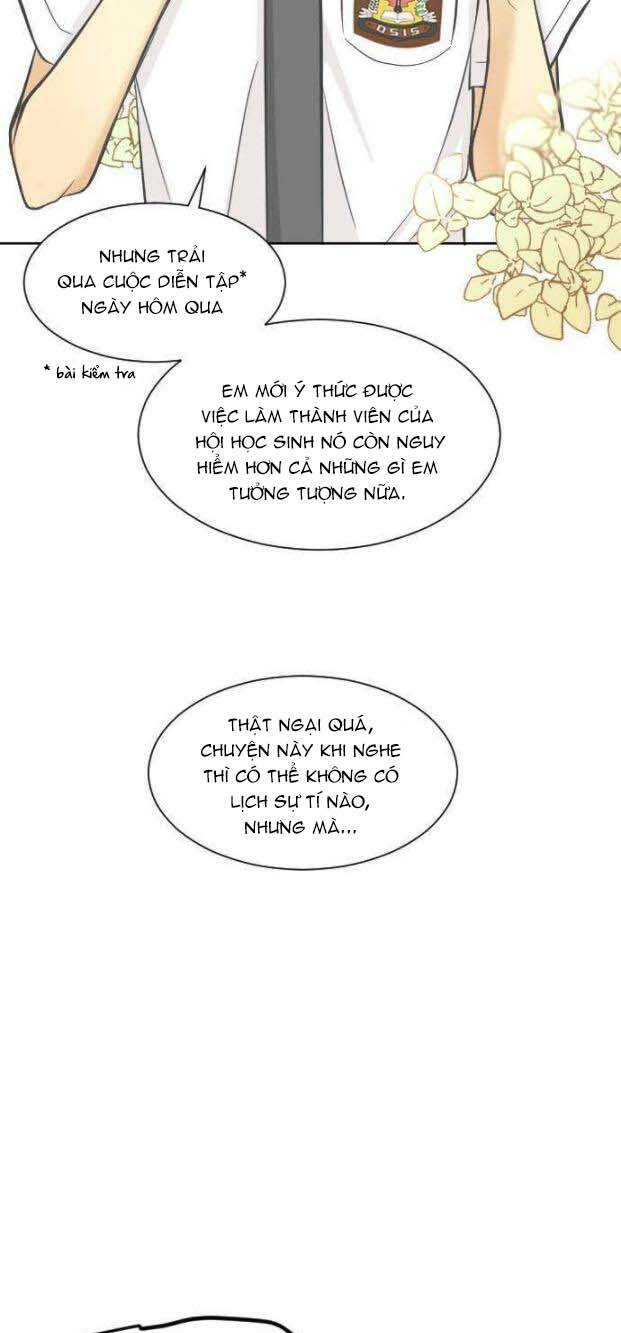 OSIS
NHƯNG TRẢI
QUA CUỘC DIỄN TẬP*
NGÀY HÔM QUA
* bài kiểm tra
EM MỚI Ý THỨC ĐƯỢC
VIỆC LÀM THÀNH VIÊN CỦA
HỘI HỌC SINH NÓ CÒN NGUY
HIỂM HƠN CẢ NHỮNG GÌ EM
TƯỞNG TƯỢNG NỮA.
THẬT NGẠI QUÁ,
CHUYỆN NÀY KHI NGHE
THÌ CÓ THỂ KHÔNG CÓ
LỊCH SỰ TÍ NÀO,
NHƯNG MÀ...